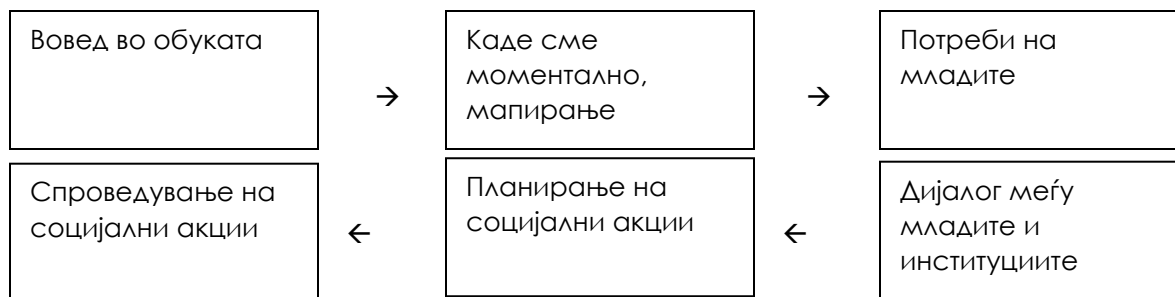 Вовед во обуката
→
Каде сме
моментално,
мапирање
→
Потреби на
младите
Спроведување на
социјални акции
←
Планирање на
социјални акции
←
Дијалог меѓу
младите и
институциите